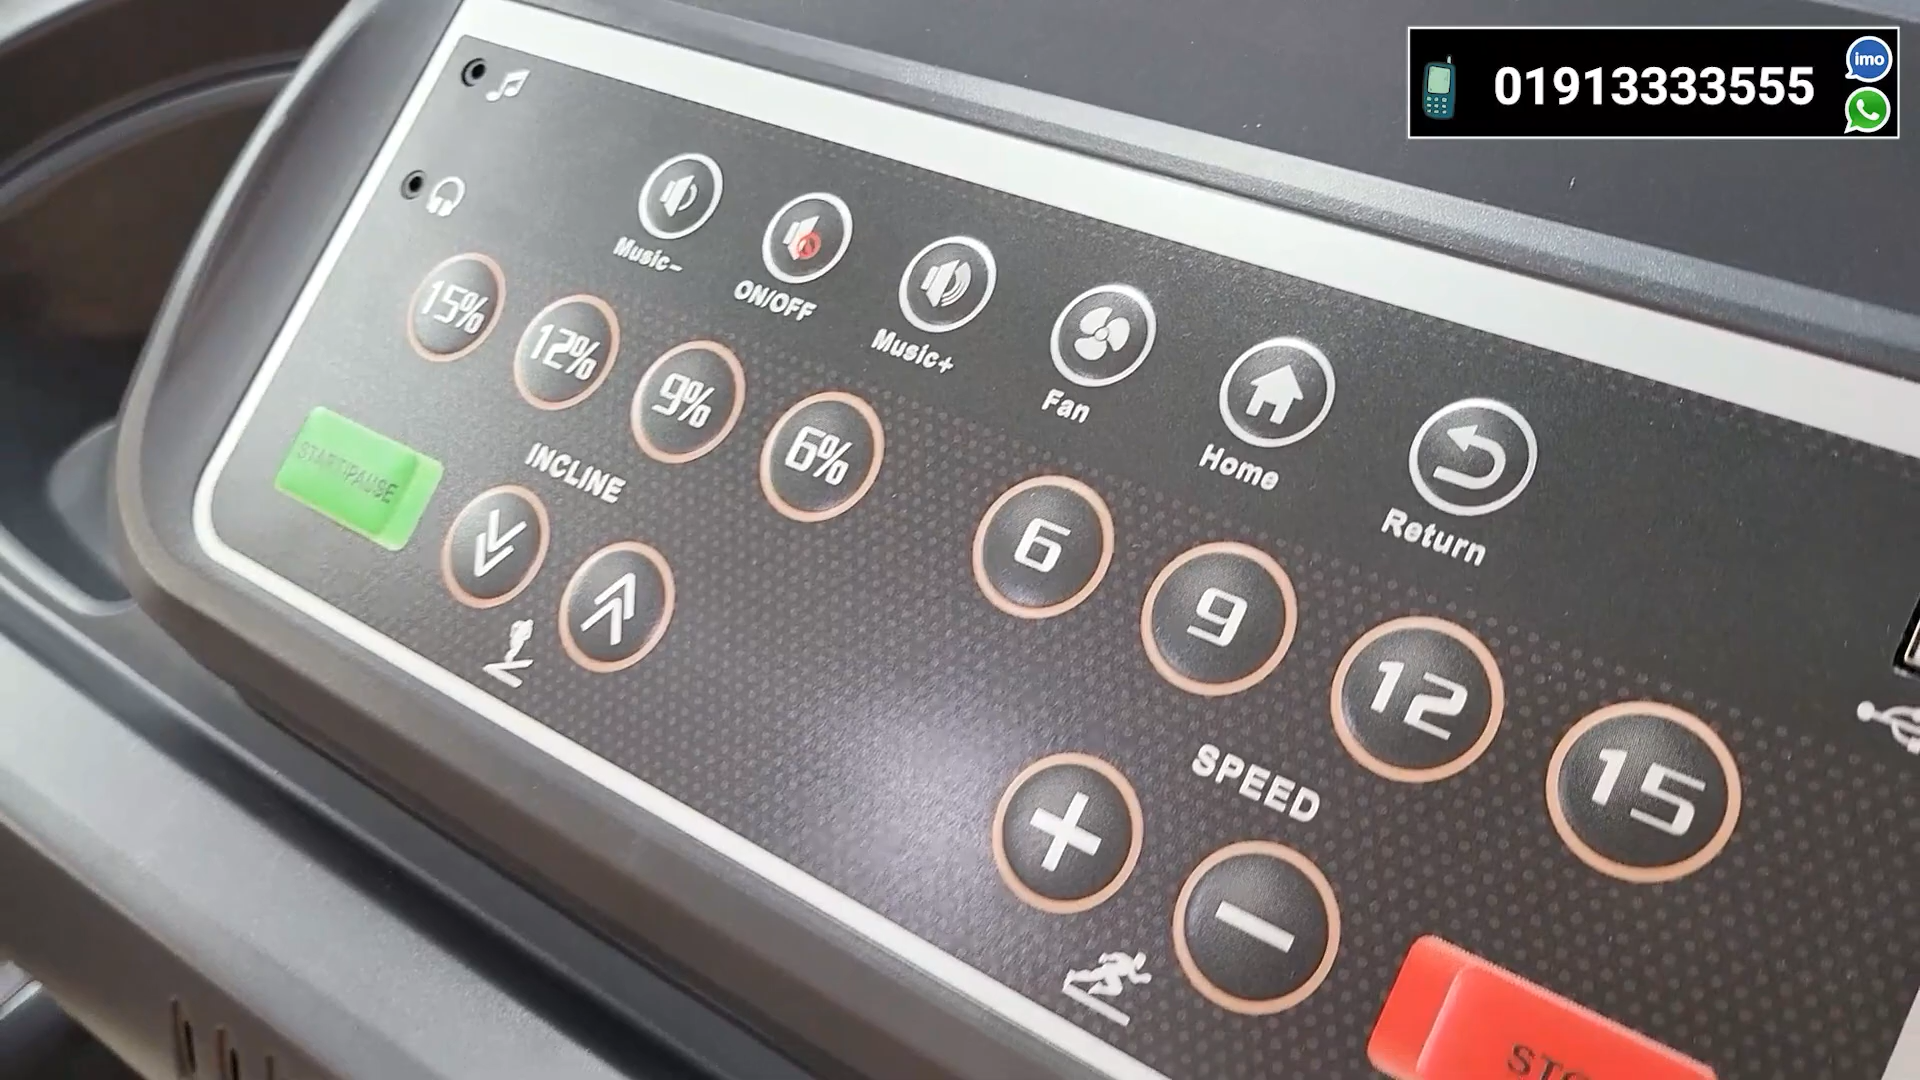 01913333555
imo
Music-
ON/OFF
Music+
Fan
Home
Return
15%
12%
9%
6%
INCLINE
START/PAUSE
6
9
12
15
SPEED